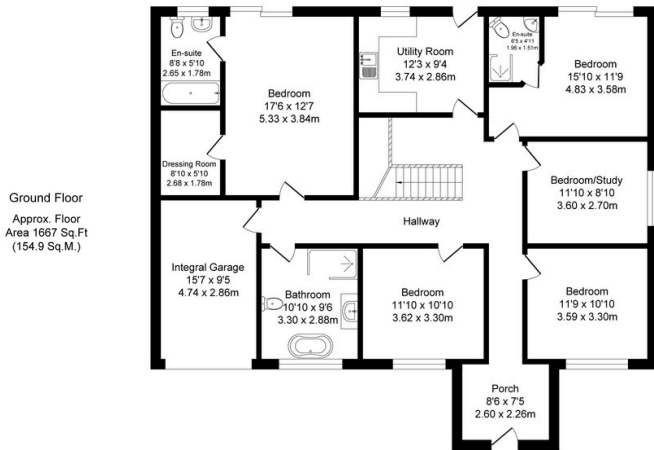 Ground Floor
Approx. Floor
Area 1667 Sq.Ft
(154.9 Sq.M.)
En-suite
8'8 x 5'10
2.65 x 1.78m
Bedroom
17'6 x 12'7
5.33 x 3.84m
Utility Room
12'3 x 9'4
3.74 x 2.86m
En-suite
6'5 x 4'11
1.96 x 1.51m
Bedroom
15'10 x 11'9
4.83 x 3.58m
Dressing Room
8'10 x 5'10
2.68 x 1.78m
Bedroom/Study
11'10 x 8'10
3.60 x 2.70m
Hallway
Integral Garage
15'7 x 9'5
4.74 x 2.86m
Bathroom
10'10 x 9'6
3.30 x 2.88m
Bedroom
11'10 x 10'10
3.62 x 3.30m
Bedroom
11'9 x 10'10
3.59 x 3.30m
Porch
8'6 x 7'5
2.60 x 2.26m